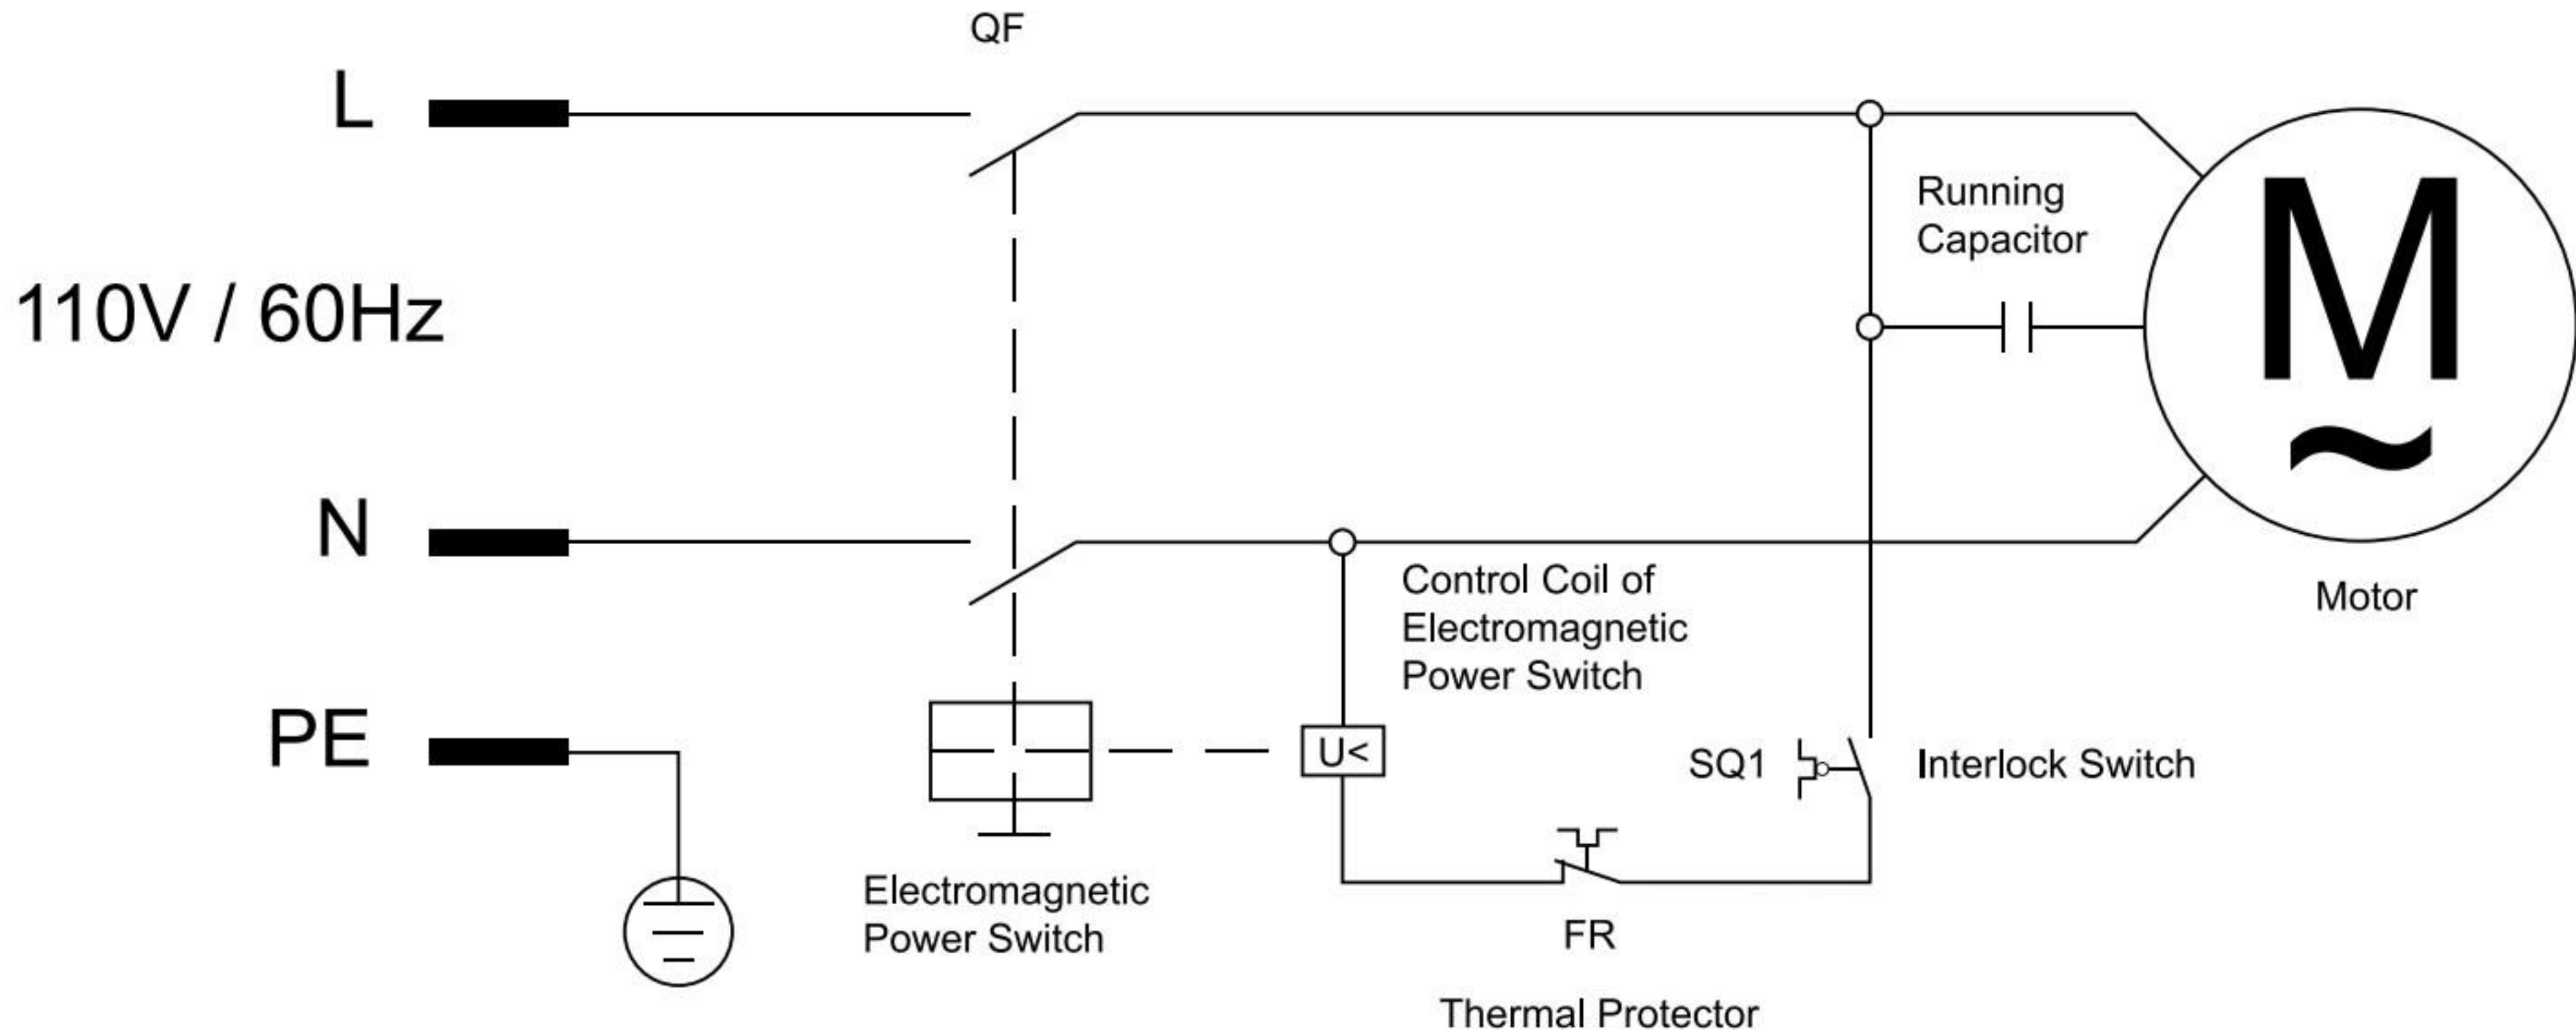 QF
L
Running
Capacitor
M
~
110V / 60Hz
N
Control Coil of
Electromagnetic
Power Switch
Motor
PE
U<
SQ1
Interlock Switch
Electromagnetic
Power Switch
FR
Thermal Protector